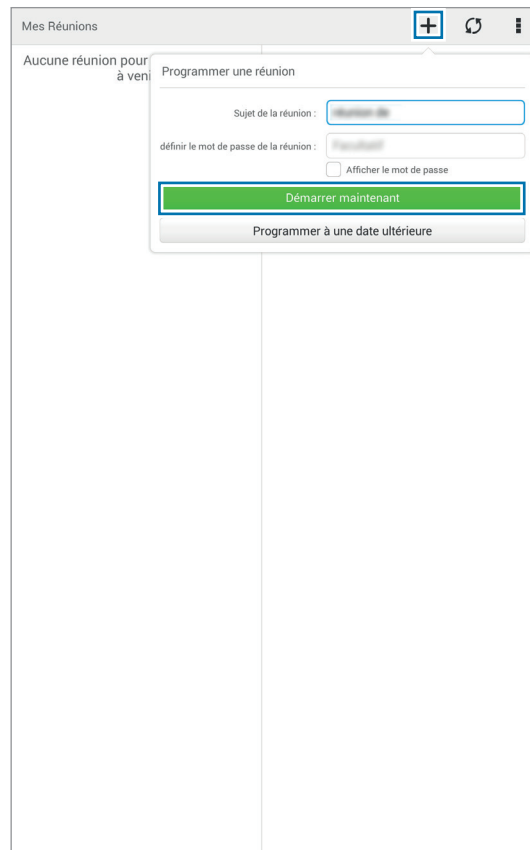 Mes Réunions
Aucune réunion pour
à veni
Programmer une réunion
Sujet de la réunion :
définir le mot de passe de la réunion :
Afficher le mot de passe
Démarrer maintenant
Programmer à une date ultérieure